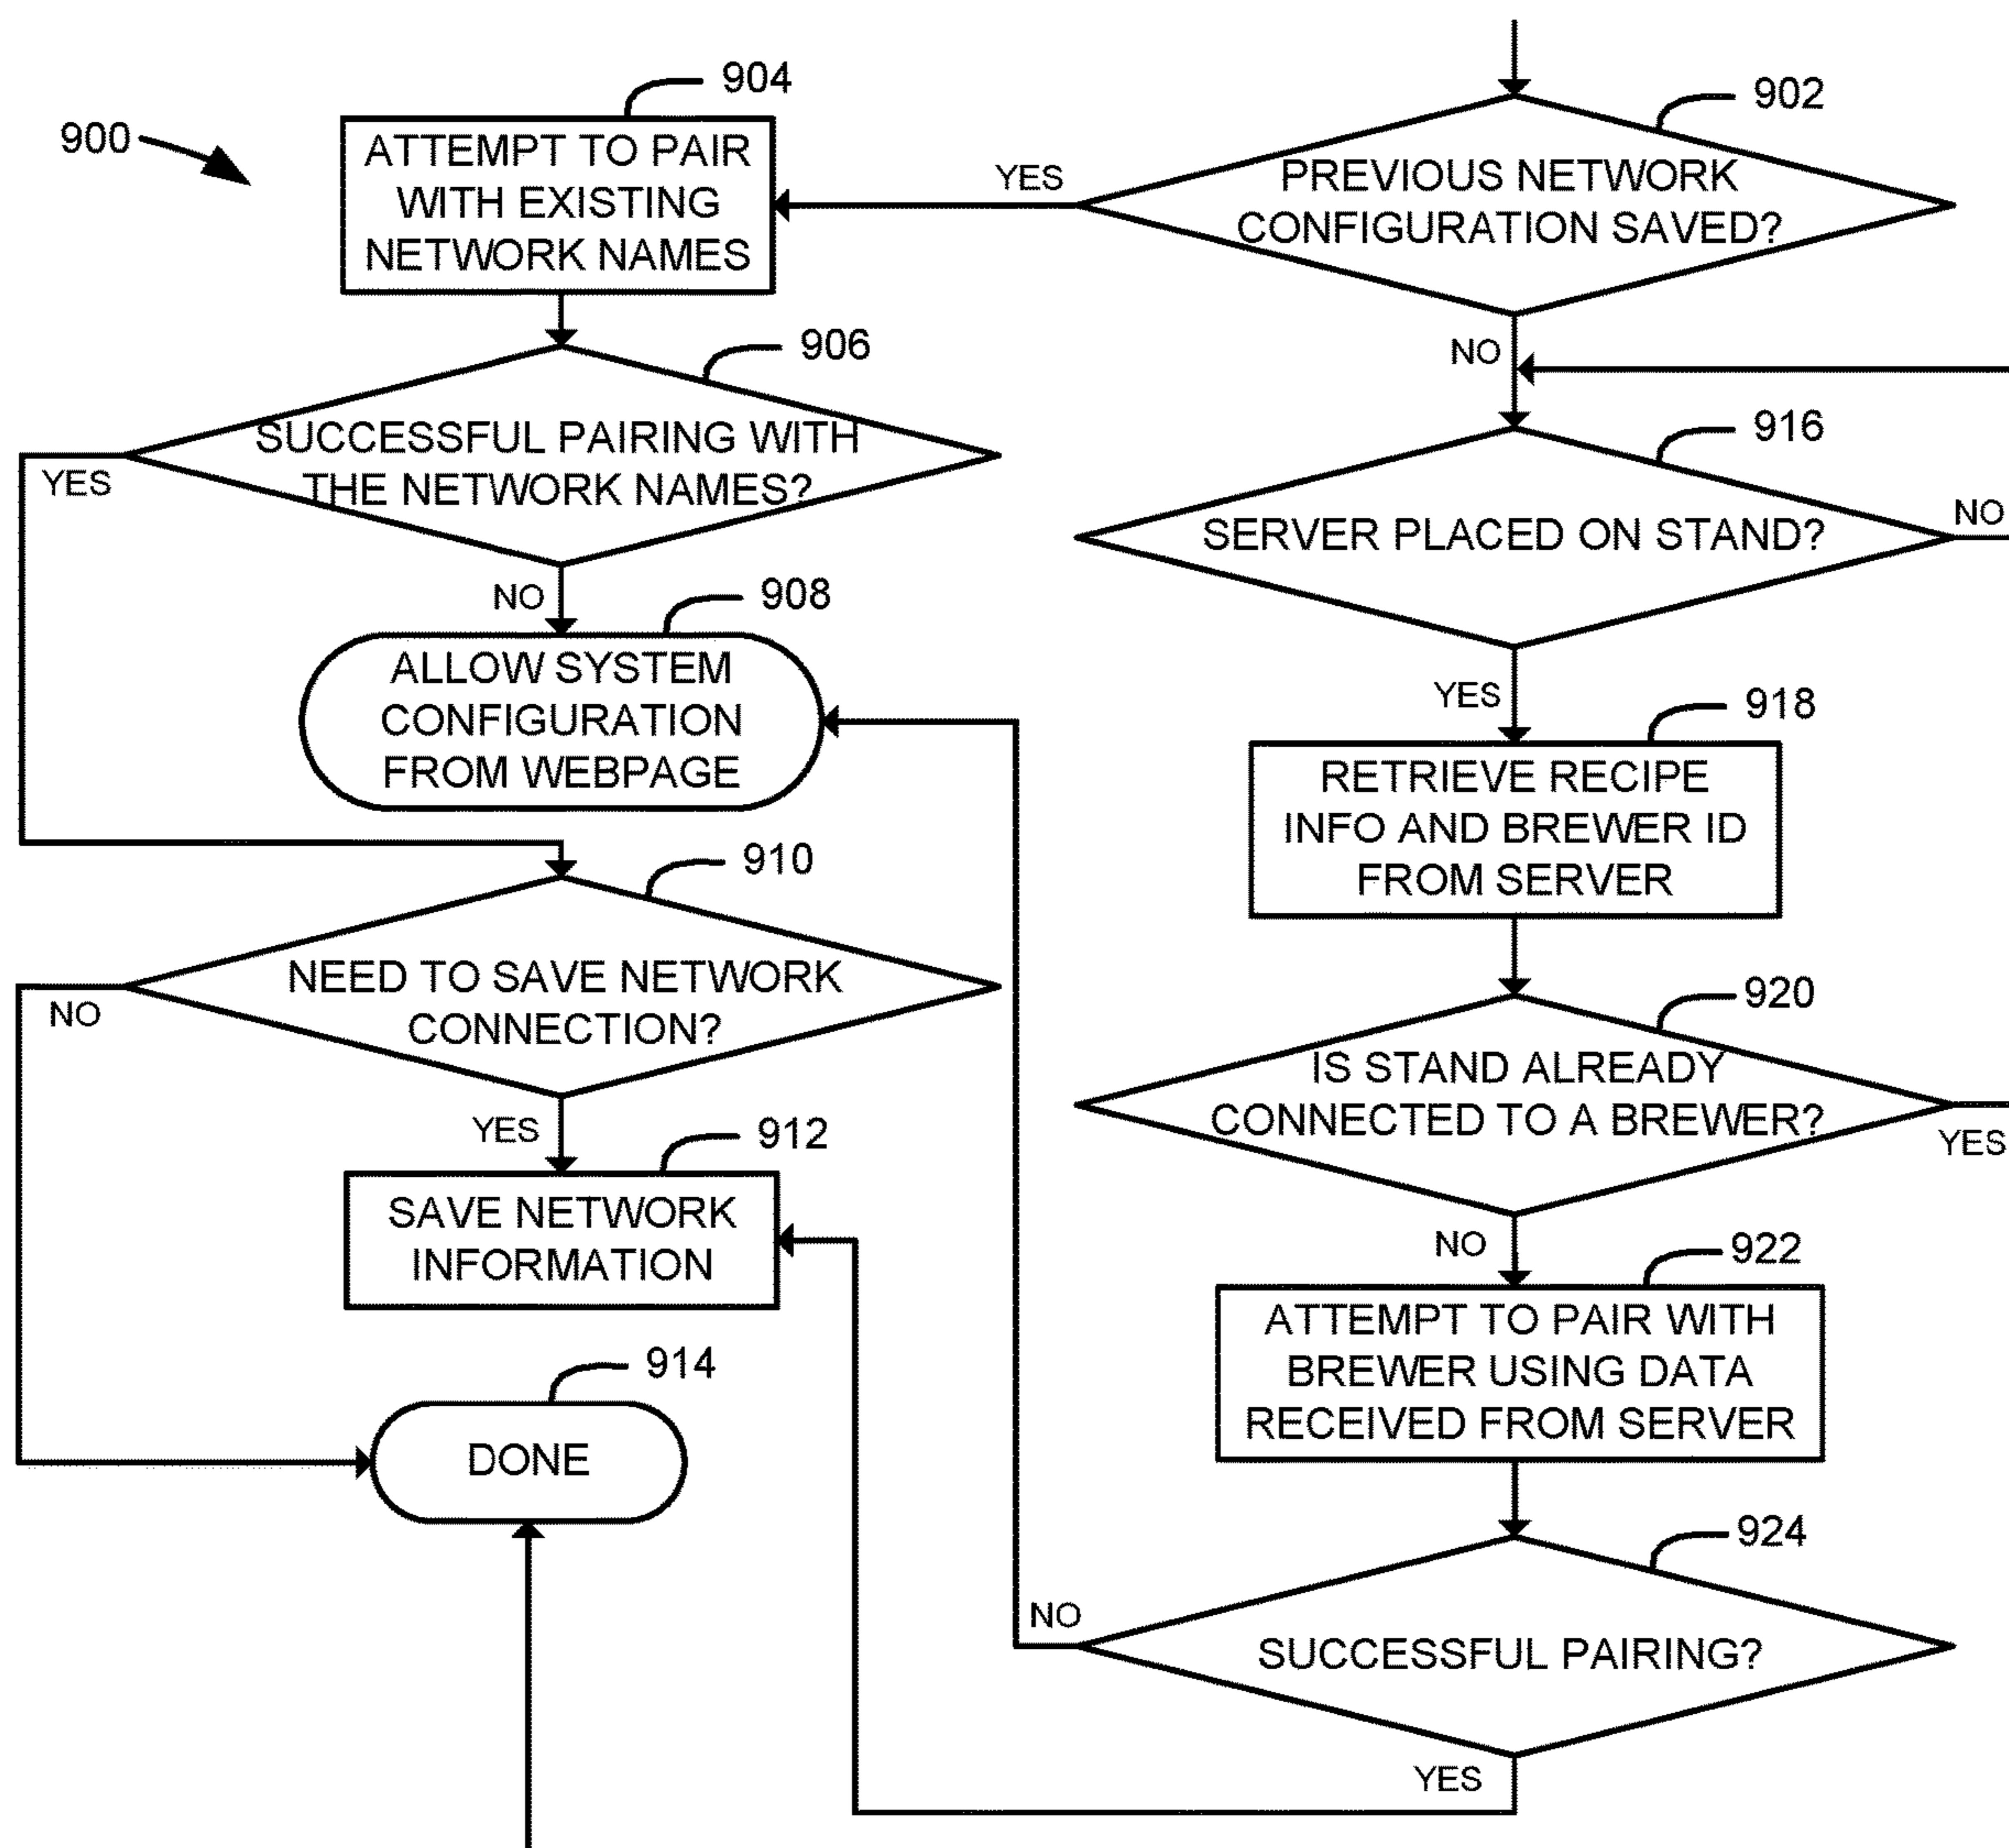 900
904
ATTEMPT TO PAIR
WITH EXISTING
NETWORK NAMES
YES
902
PREVIOUS NETWORK
CONFIGURATION SAVED?
NO
906
SUCCESSFUL PAIRING WITH
THE NETWORK NAMES?
YES
NO
908
ALLOW SYSTEM
CONFIGURATION
FROM WEBPAGE
910
NEED TO SAVE NETWORK
CONNECTION?
NO
YES
912
SAVE NETWORK
INFORMATION
914
DONE
916
SERVER PLACED ON STAND?
NO
YES
918
RETRIEVE RECIPE
INFO AND BREWER ID
FROM SERVER
920
IS STAND ALREADY
CONNECTED TO A BREWER?
YES
NO
922
ATTEMPT TO PAIR WITH
BREWER USING DATA
RECEIVED FROM SERVER
924
SUCCESSFUL PAIRING?
NO
YES